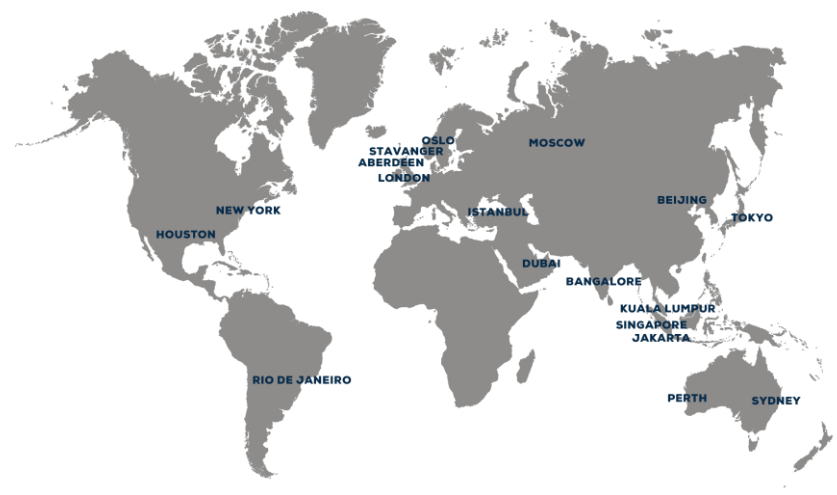 OSLO
MOSCOW
STAVANGER
ABERDEEN
LONDON
BEIJING
NEW YORK
ISTANBUL
TOKYO
HOUSTON
DUBAI
BANGALORE
KUALA LUMPUR
SINGAPORE
JAKARTA
RIO DE JANEIRO
PERTH
SYDNEY